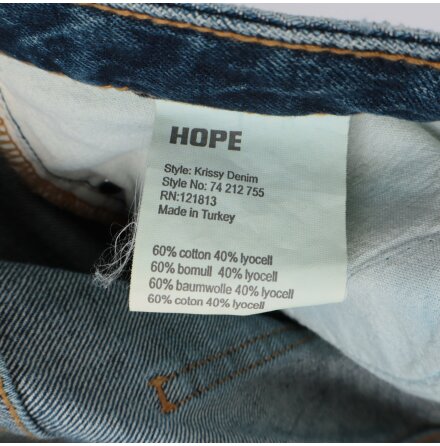 HOPE
Style: Krissy Denim
Style No: 74 212 755
RN:121813
Made in Turkey
60% cotton 40% lyocell
60% bomull 40% lyocell
60% baumwolle 40% lyocell
60% coton 40% lyocell